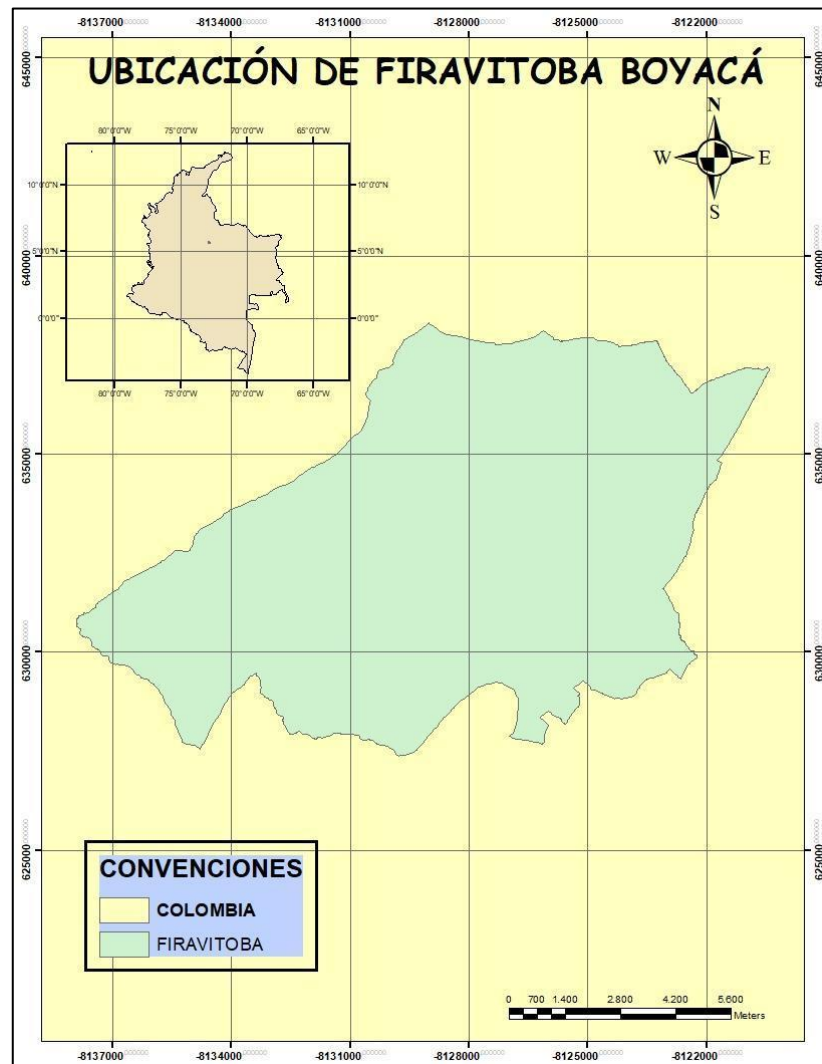 -8137000 -8134000 -8131000 -8128000 -8125000 -8122000
645000 645000
UBICACIÓN DE FIRAVITOBA BOYACÁ
N
W E
S
80°0'0"W 75°0'0"W 70°0'0"W 65°0'0"W
10°0'0"N 10°0'0"N
5°0'0"N 5°0'0"N
640000 640000
0°0'0" 0°0'0"
80°0'0"W 75°0'0"W 70°0'0"W 65°0'0"W
635000 635000
630000 630000
625000 625000
CONVENCIONES
COLOMBIA
FIRAVITOBA
0 700 1.400 2.800 4.200 5.600
Meters
-8137000 -8134000 -8131000 -8128000 -8125000 -8122000